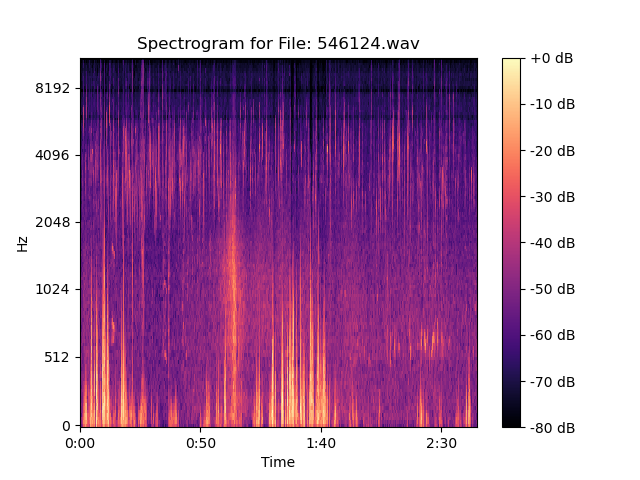 Spectrogram for File: 546124.wav
+0 dB
8192
-10 dB
4096
-20 dB
-30 dB
2048
-40 dB
Hz
1024
-50 dB
-60 dB
512
-70 dB
0
-80 dB
0:00
0:50
1:40
2:30
Time